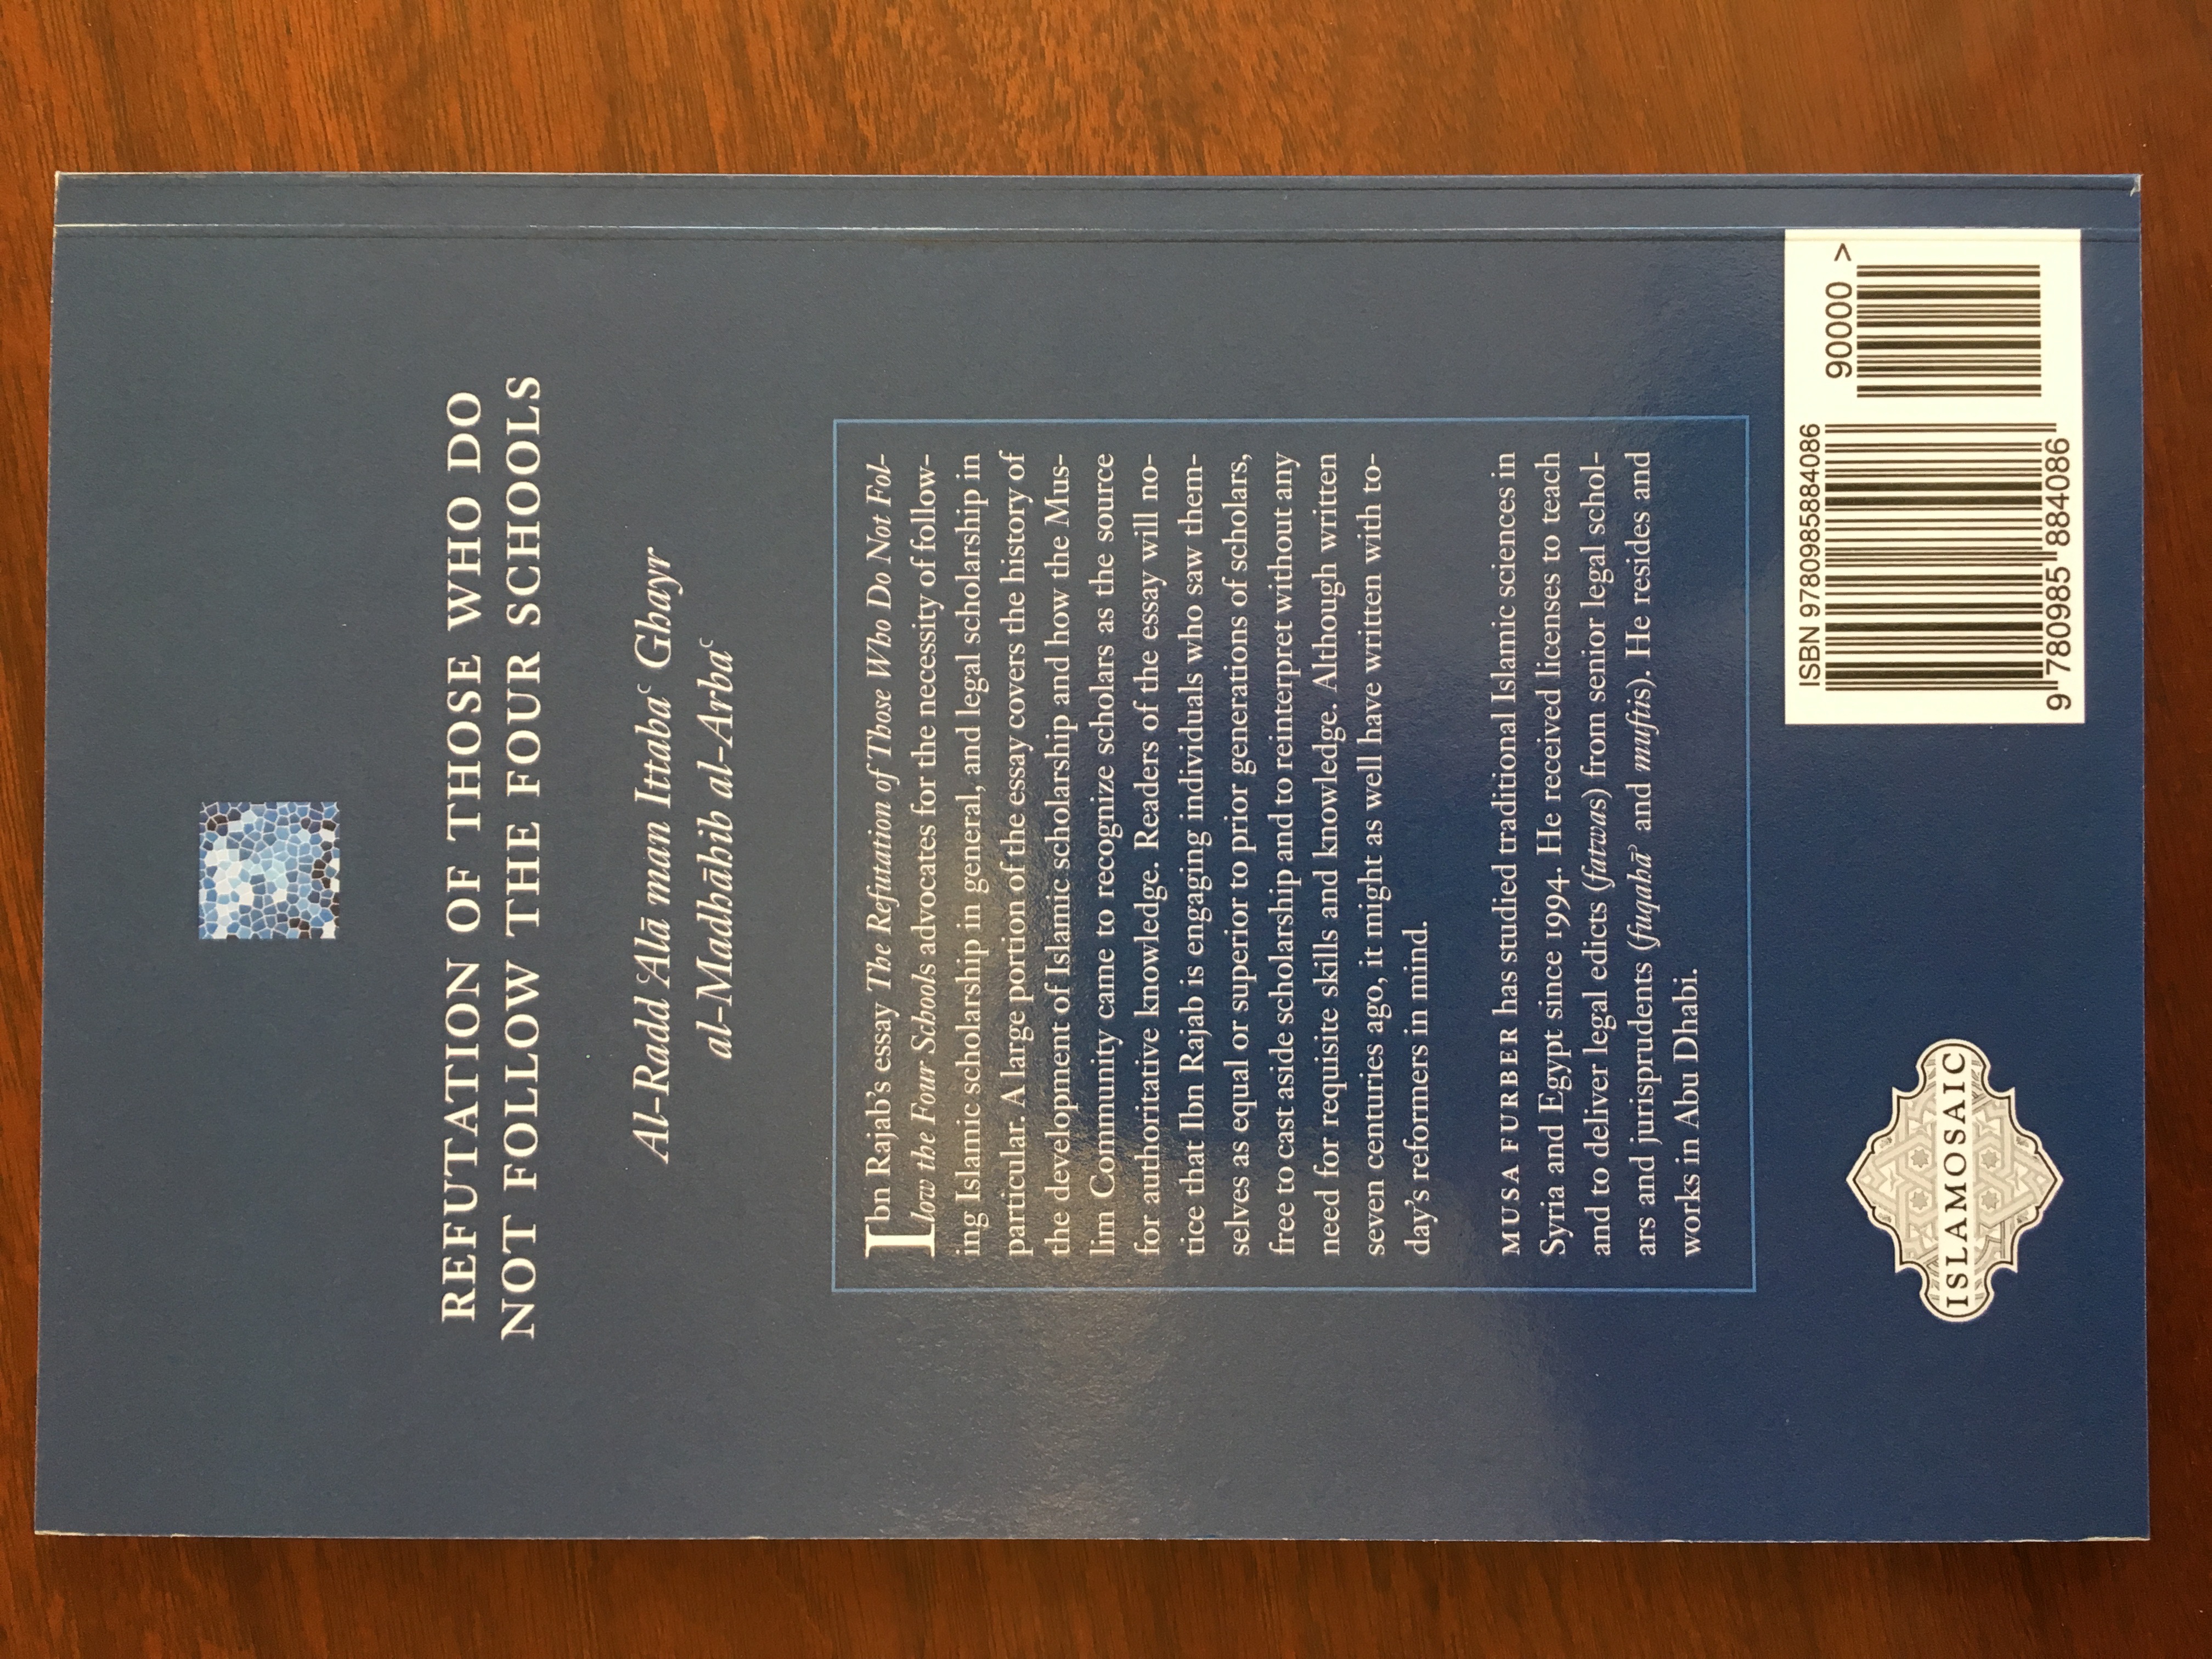 REFUTATION OF THOSE WHO DO
NOT FOLLOW THE FOUR SCHOOLS
Al-Radd ʿAlā man Ittabaʿ Ghayr
al-Madhāhib al-Arbaʿ
Ibn Rajab's essay The Refutation of Those Who Do Not Fol-
low the Four Schools advocates for the necessity of follow-
ing Islamic scholarship in general, and legal scholarship in
particular. A large portion of the essay covers the history of
the development of Islamic scholarship and how the Mus-
lim Community came to recognize scholars as the source
for authoritative knowledge. Readers of the essay will no-
tice that Ibn Rajab is engaging individuals who saw them-
selves as equal or superior to prior generations of scholars,
free to cast aside scholarship and to reinterpret without any
need for requisite skills and knowledge. Although written
seven centuries ago, it might as well have written with to-
day's reformers in mind.
MUSA FURBER has studied traditional Islamic sciences in
Syria and Egypt since 1994. He received licenses to teach
and to deliver legal edicts (fatwas) from senior legal schol-
ars and jurisprudents (fuqahāʾ and muftis). He resides and
works in Abu Dhabi.
ISLAMOSAIC
ISBN 9780985884086
90000 >
9 780985 884086